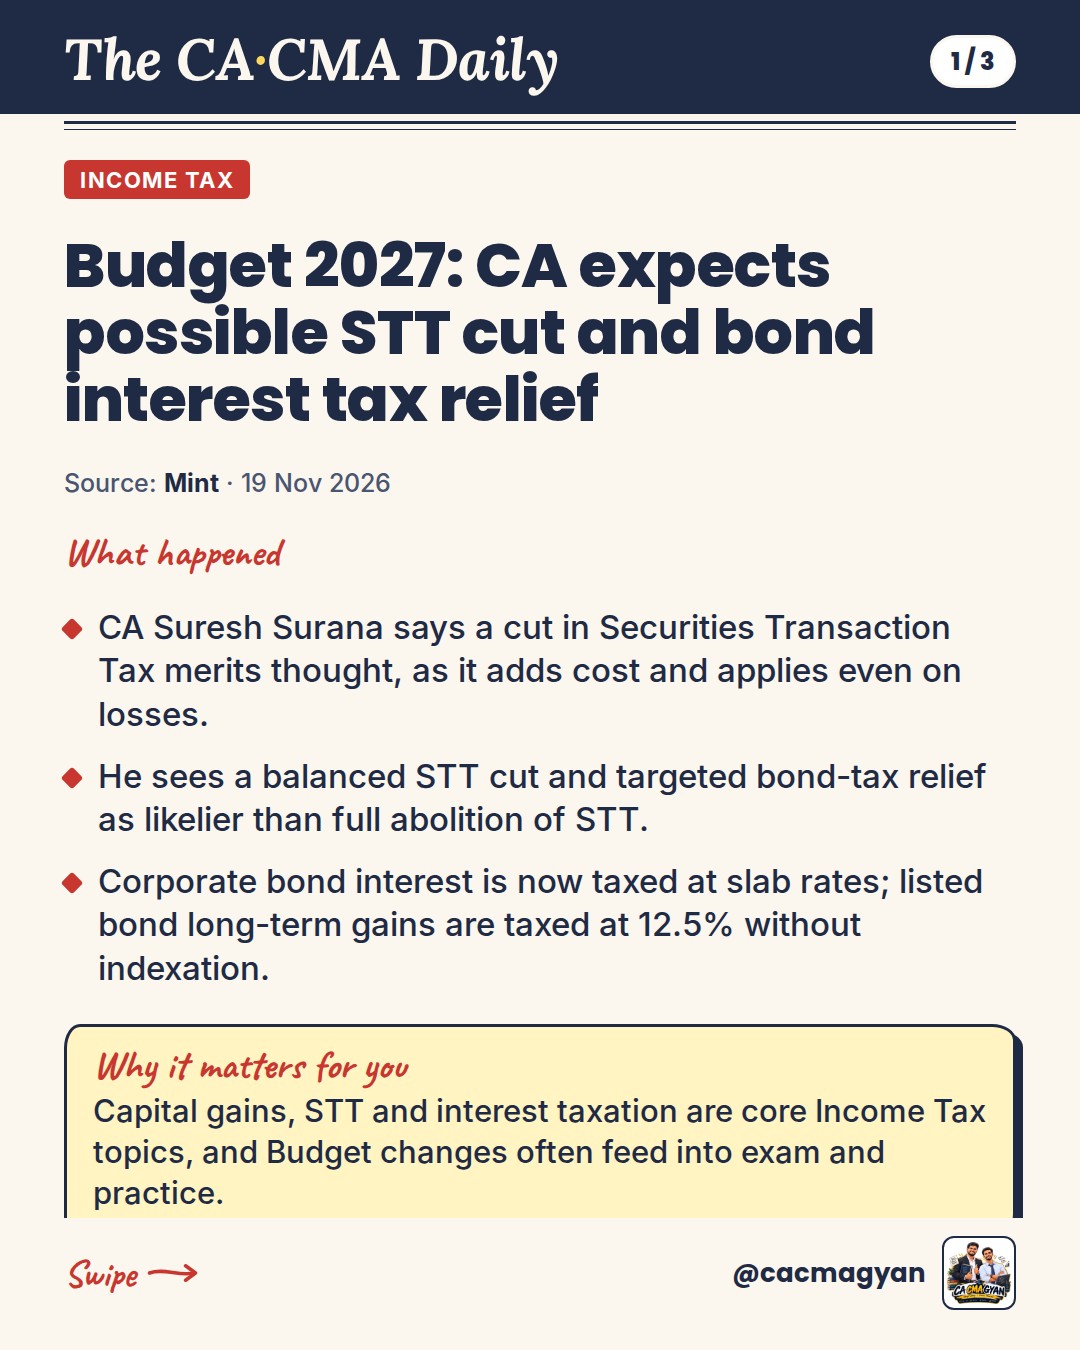 The CA·CMA Daily
1/3
INCOME TAX
Budget 2027: CA expects
possible STT cut and bond
interest tax relief
Source: Mint · 19 Nov 2026
What happened
CA Suresh Surana says a cut in Securities Transaction
Tax merits thought, as it adds cost and applies even on
losses.
He sees a balanced STT cut and targeted bond-tax relief
as likelier than full abolition of STT.
Corporate bond interest is now taxed at slab rates; listed
bond long-term gains are taxed at 12.5% without
indexation.
Why it matters for you
Capital gains, STT and interest taxation are core Income Tax
topics, and Budget changes often feed into exam and
practice.
Swipe →
@cacmagyan
CA CMA GYAN